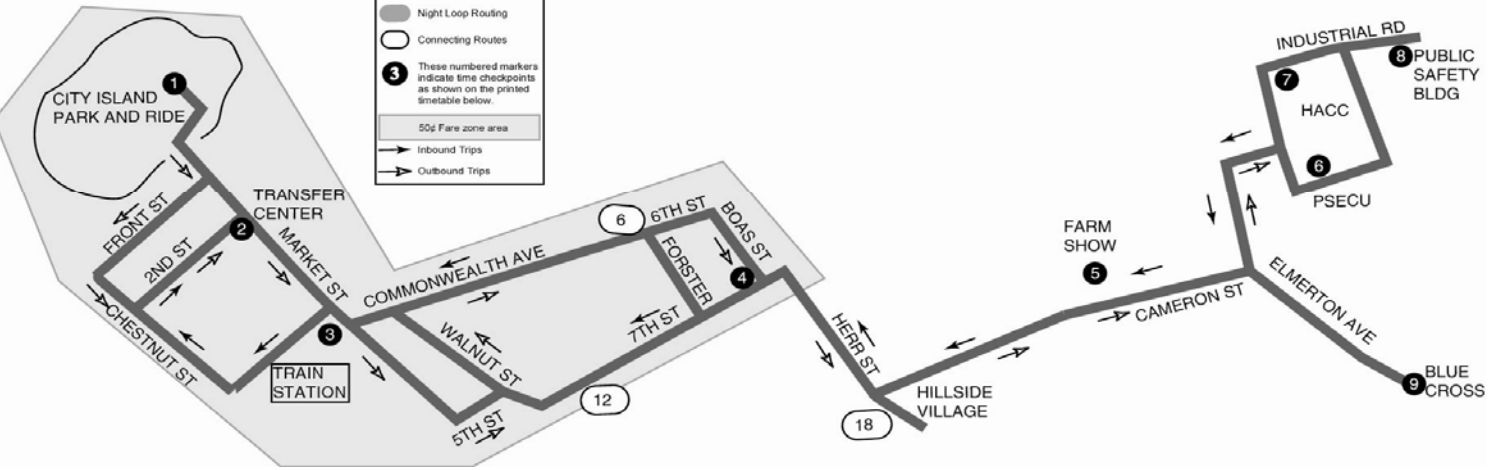 Night Loop Routing
Connecting Routes
3
These numbered markers
indicate time checkpoints
as shown on the printed
timetable below.
50¢ Fare zone area
Inbound Trips
Outbound Trips
1
CITY ISLAND
PARK AND RIDE
TRANSFER
CENTER
2
FRONT ST
2ND ST
MARKET ST
CHESTNUT ST
3
TRAIN
STATION
COMMONWEALTH AVE
6
6TH ST
BOAS ST
FORSTER
4
7TH ST
WALNUT ST
5TH ST
12
HERR ST
18
HILLSIDE
VILLAGE
FARM
SHOW
5
CAMERON ST
ELMERTON AVE
INDUSTRIAL RD
7
8
PUBLIC
SAFETY
BLDG
HACC
6
PSECU
9
BLUE
CROSS